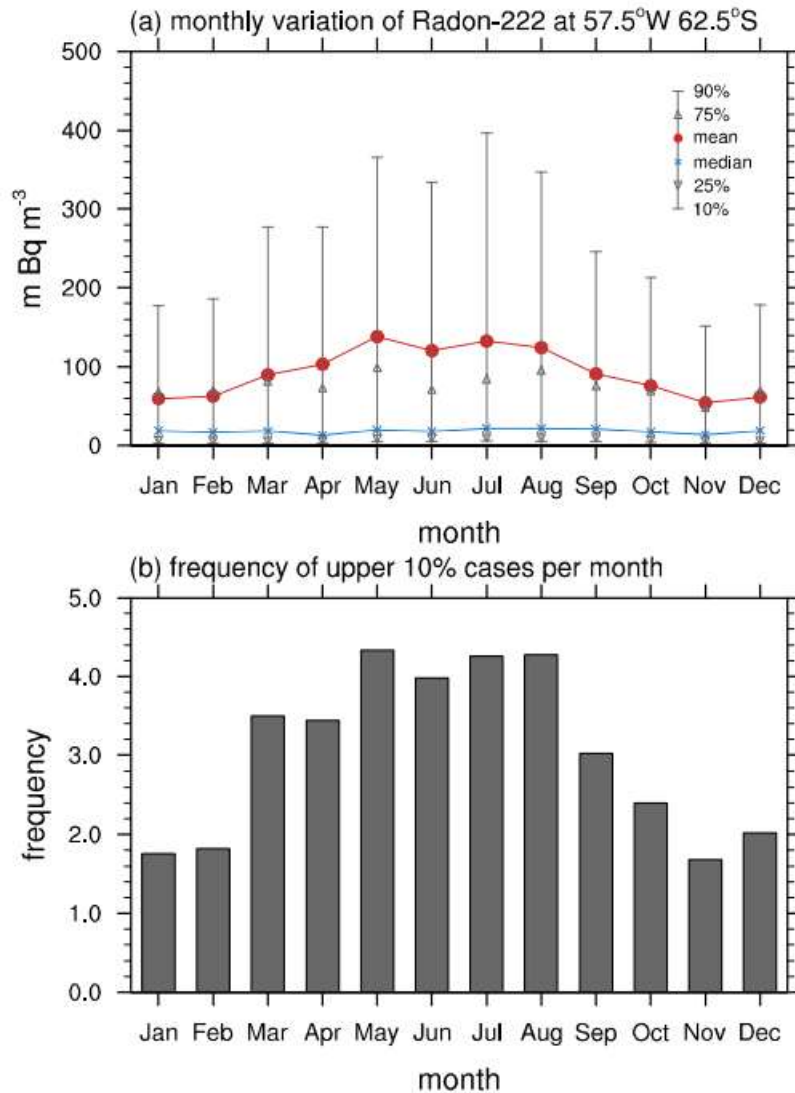 (a) monthly variation of Radon-222 at 57.5°W 62.5°S
500
400
300
200
100
0
m Bq m⁻³
90%
75%
mean
median
25%
10%
Jan Feb Mar Apr May Jun Jul Aug Sep Oct Nov Dec
month
(b) frequency of upper 10% cases per month
5.0
4.0
3.0
2.0
1.0
0.0
frequency
Jan Feb Mar Apr May Jun Jul Aug Sep Oct Nov Dec
month